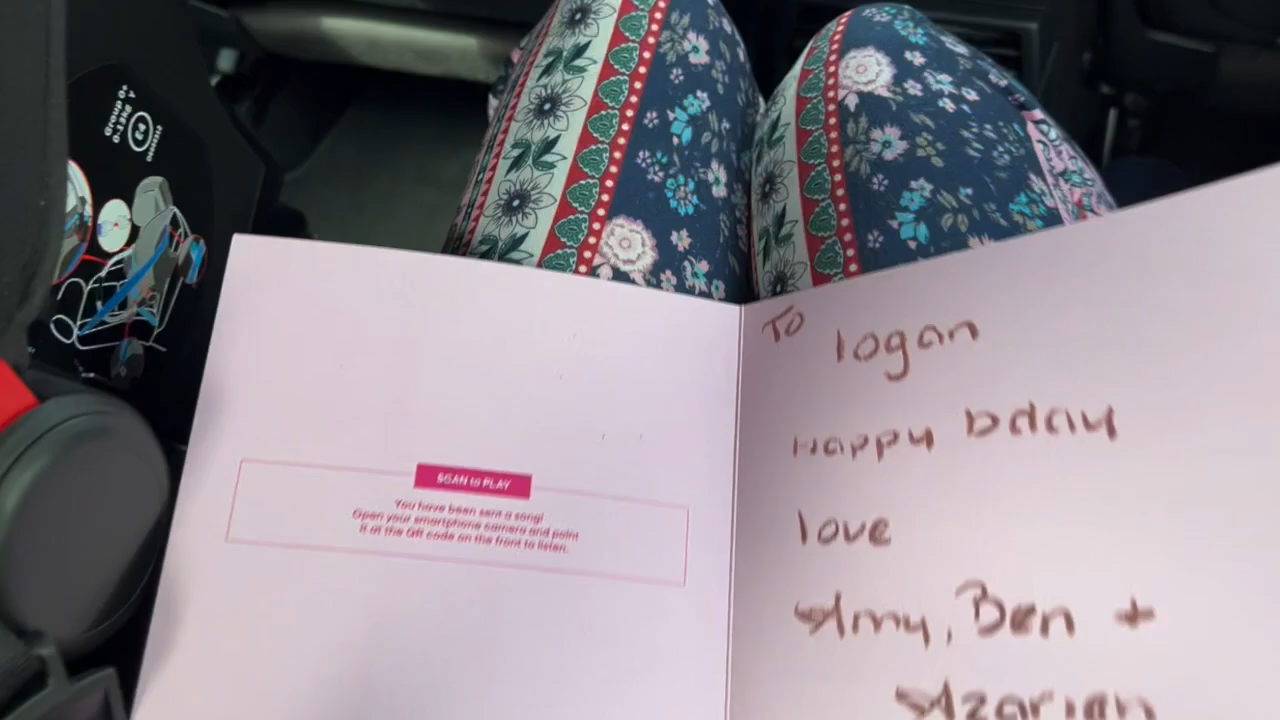 SCAN to PLAY
You have been sent a song!
Open your smartphone camera and point
it at the QR code on the front to listen.
To logan
Happy bday
love
Amy, Ben +
Azarien